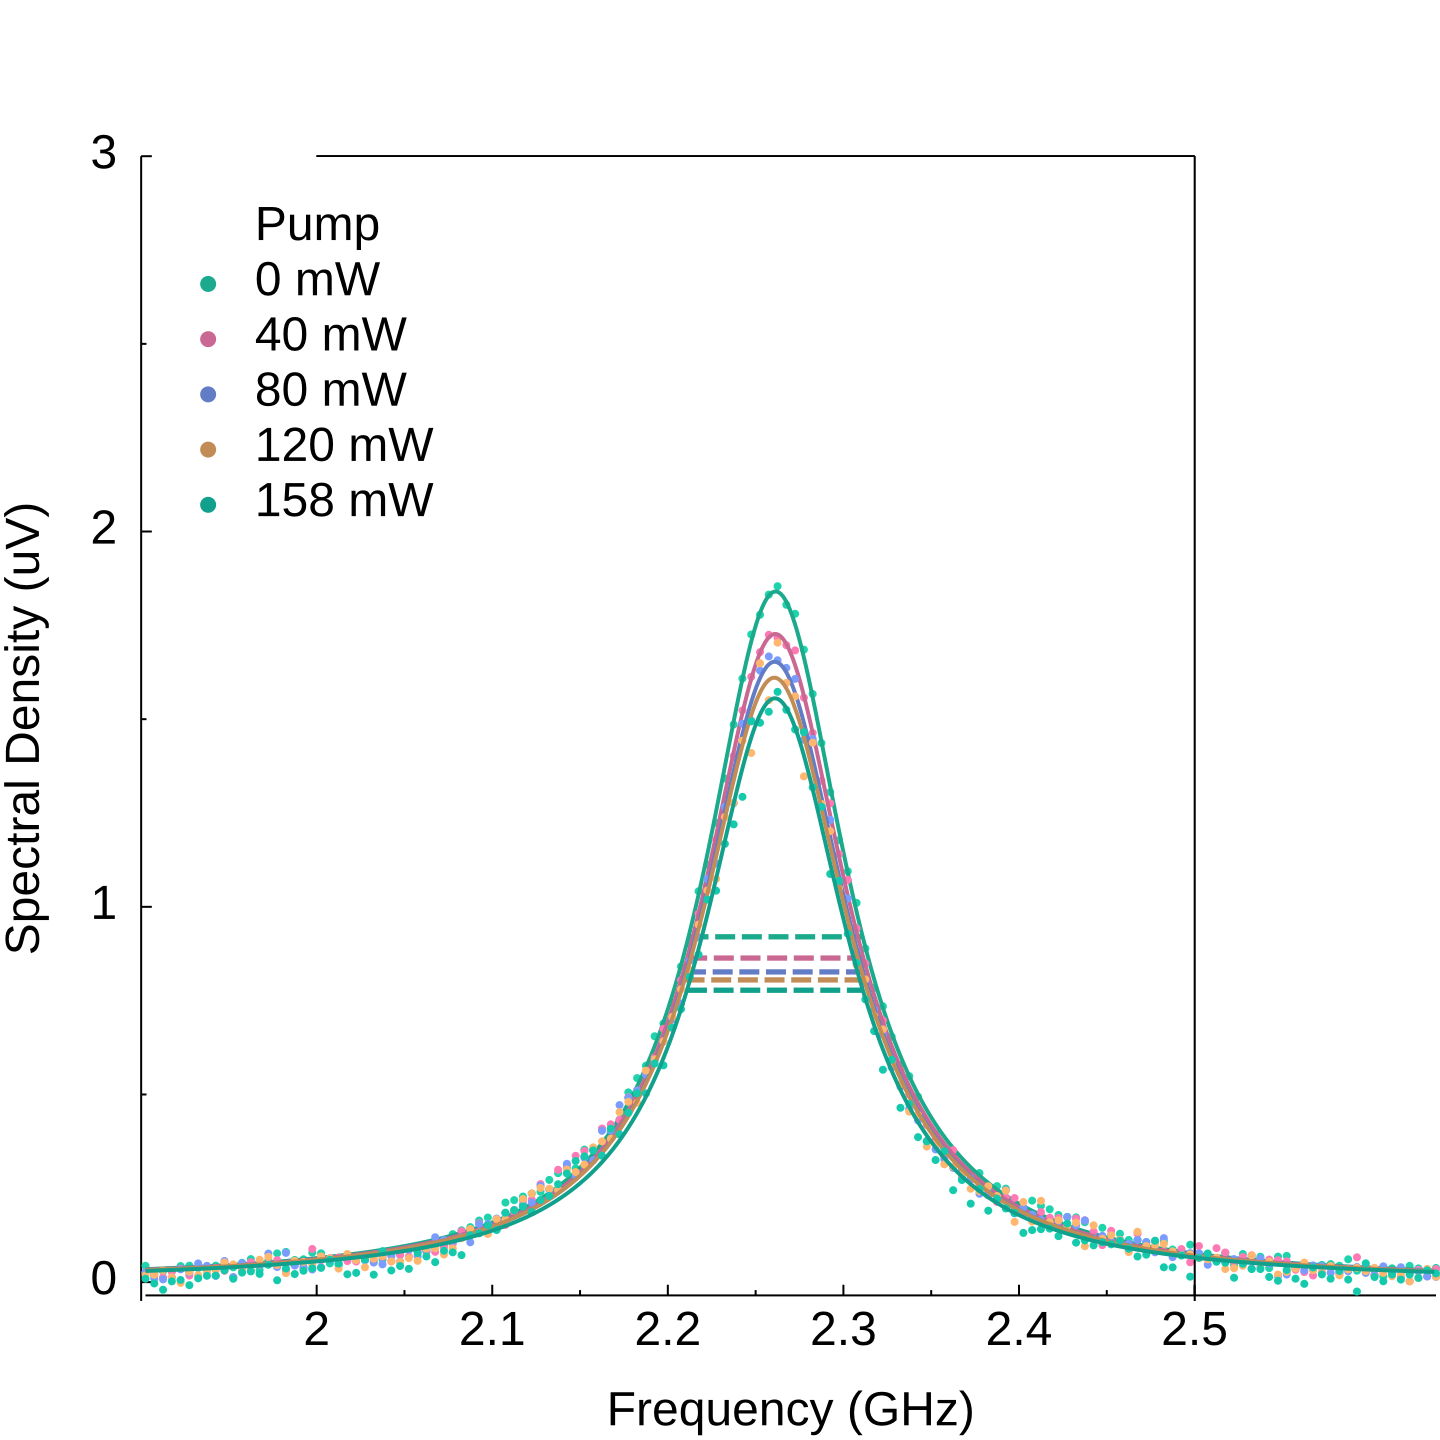 3
Pump
0 mW
40 mW
80 mW
120 mW
158 mW
2
Spectral Density (uV)
1
0
2 2.1 2.2 2.3 2.4 2.5
Frequency (GHz)